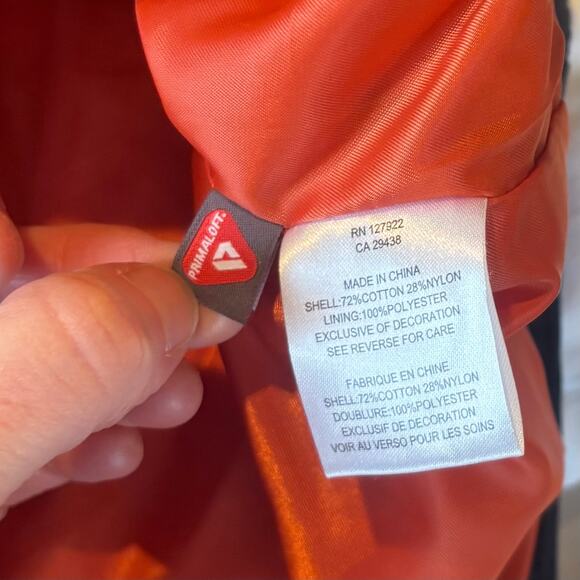 PRIMALOFT®
RN 127922
CA 29438
MADE IN CHINA
SHELL:72%COTTON 28%NYLON
LINING:100%POLYESTER
EXCLUSIVE OF DECORATION
SEE REVERSE FOR CARE
FABRIQUE EN CHINE
SHELL:72%COTTON 28%NYLON
DOUBLURE:100%POLYESTER
EXCLUSIF DE DECORATION
VOIR AU VERSO POUR LES SOINS